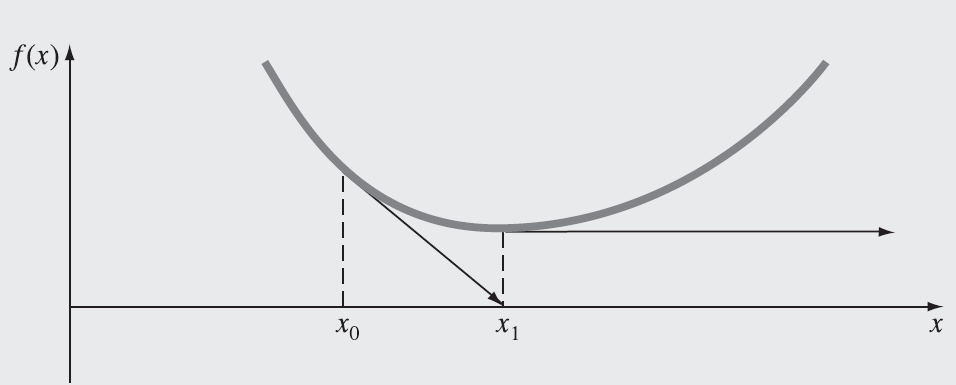 f(x)
x₀ x₁ x